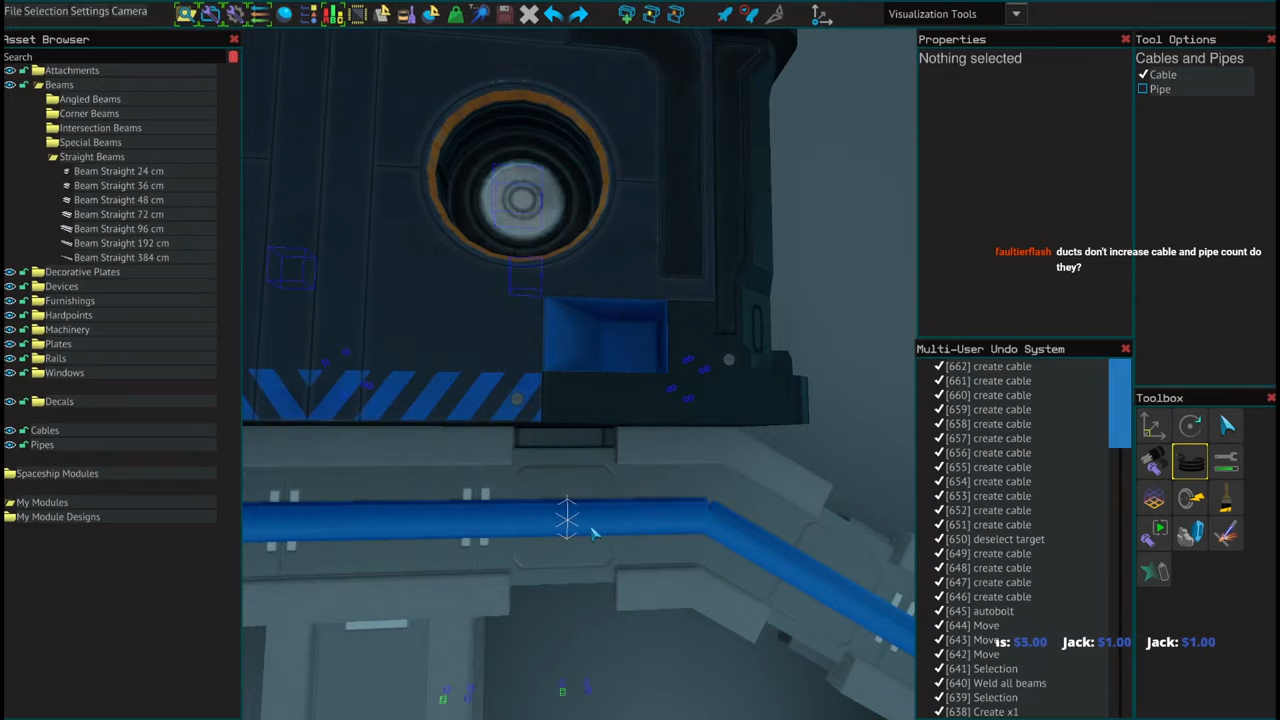 File Selection Settings Camera
Visualization Tools
Asset Browser
Search
Attachments
Beams
Angled Beams
Corner Beams
Intersection Beams
Special Beams
Straight Beams
Beam Straight 24 cm
Beam Straight 36 cm
Beam Straight 48 cm
Beam Straight 72 cm
Beam Straight 96 cm
Beam Straight 192 cm
Beam Straight 384 cm
Decorative Plates
Devices
Furnishings
Hardpoints
Machinery
Plates
Rails
Windows
Decals
Cables
Pipes
Spaceship Modules
My Modules
My Module Designs
Properties
Nothing selected
faultierflash ducts don't increase cable and pipe count do
they?
Tool Options
Cables and Pipes
Cable
Pipe
Multi-User Undo System
[662] create cable
[661] create cable
[660] create cable
[659] create cable
[658] create cable
[657] create cable
[656] create cable
[655] create cable
[654] create cable
[653] create cable
[652] create cable
[651] create cable
[650] deselect target
[649] create cable
[648] create cable
[647] create cable
[646] create cable
[645] autobolt
[644] Move
[643] Move
[642] Move
[641] Selection
[640] Weld all beams
[639] Selection
[638] Create x1
is: $5.00 Jack: $1.00 Jack: $1.00
Toolbox